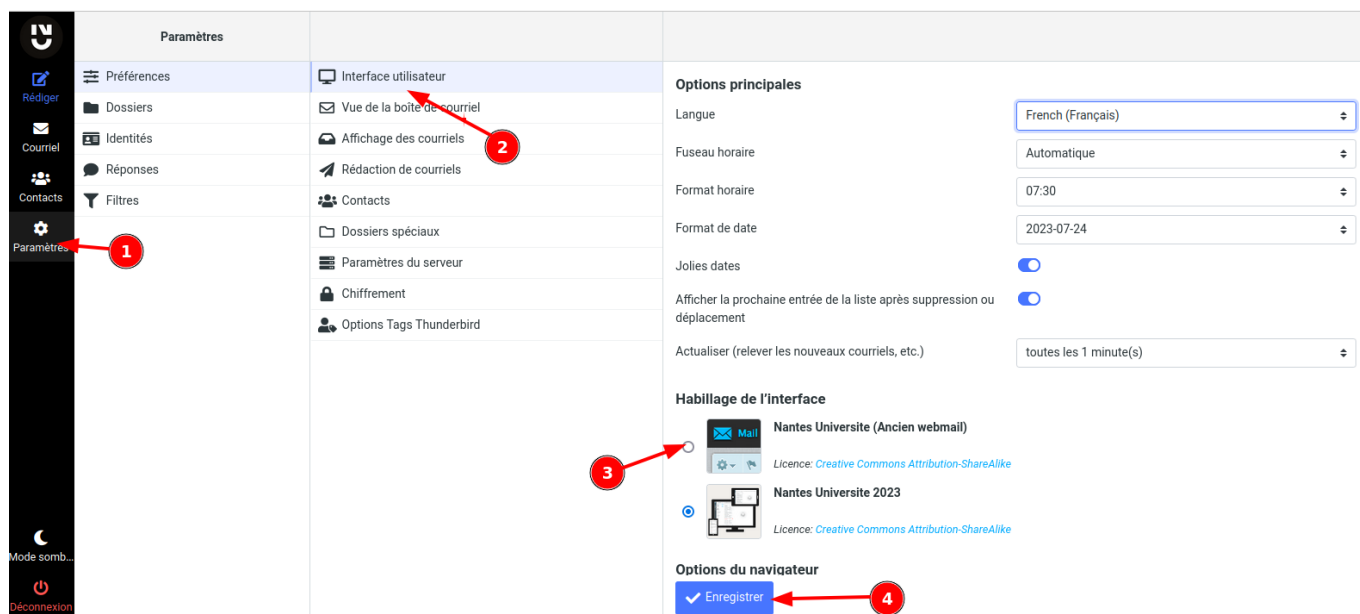 NU
Rédiger
Courriel
Contacts
Paramètres
Mode somb...
Déconnexion
1
Paramètres
Préférences
Dossiers
Identités
Réponses
Filtres
Interface utilisateur
Vue de la boîte de courriel
Affichage des courriels
2
Rédaction de courriels
Contacts
Dossiers spéciaux
Paramètres du serveur
Chiffrement
Options Tags Thunderbird
Options principales
Langue
French (Français)
Fuseau horaire
Automatique
Format horaire
07:30
Format de date
2023-07-24
Jolies dates
Afficher la prochaine entrée de la liste après suppression ou
déplacement
Actualiser (relever les nouveaux courriels, etc.)
toutes les 1 minute(s)
Habillage de l'interface
3
Mail
Nantes Universite (Ancien webmail)
Licence: Creative Commons Attribution-ShareAlike
Nantes Universite 2023
Licence: Creative Commons Attribution-ShareAlike
Options du navigateur
Enregistrer
4